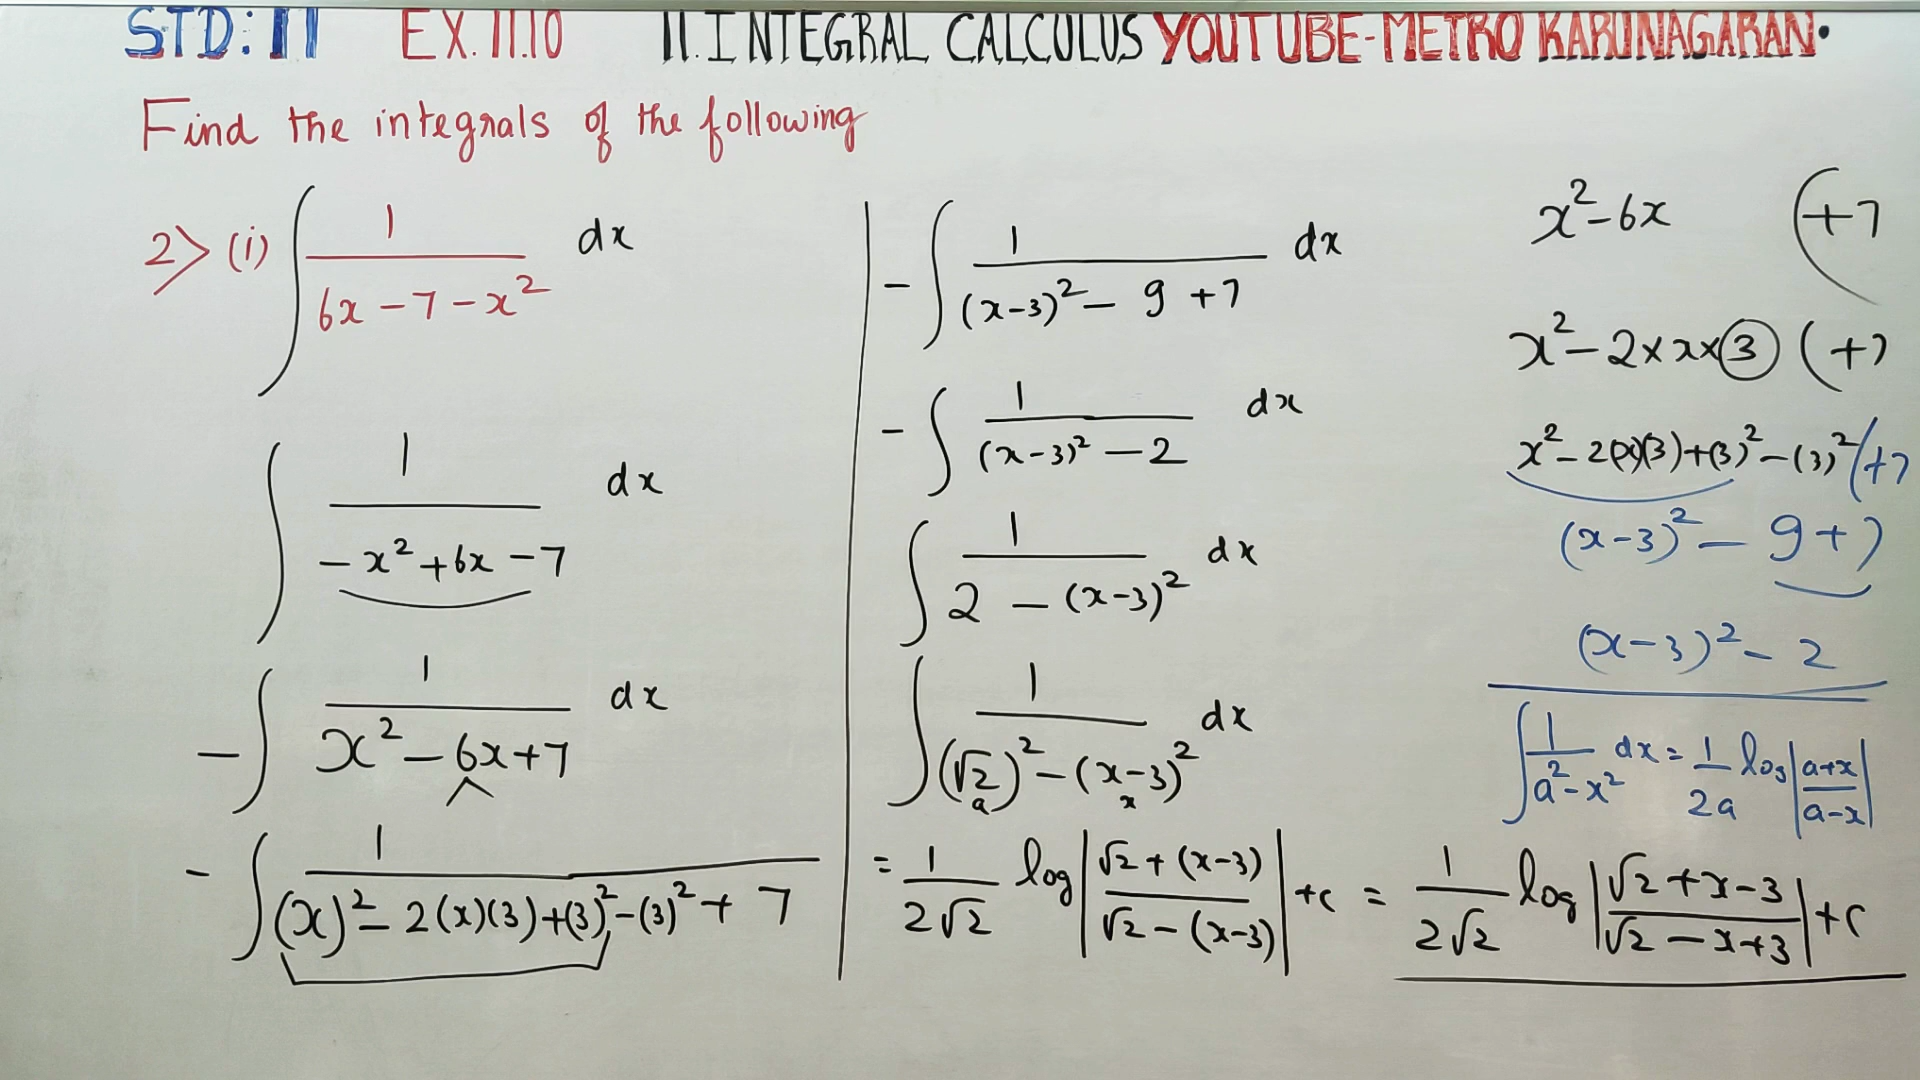 STD: 11 EX. 11.10 11. INTEGRAL CALCULUS YOUTUBE-METRO KARUNAGARAN.
Find the integrals of the following
2> (i) ∫ 1/(6x - 7 - x²) dx
∫ 1/(-x² + 6x - 7) dx
- ∫ 1/(x² - 6x + 7) dx
- ∫ 1/((x)² - 2(x)(3) + (3)² - (3)² + 7)
- ∫ 1/((x-3)² - 9 + 7) dx
- ∫ 1/((x-3)² - 2) dx
∫ 1/(2 - (x-3)²) dx
∫ 1/((√2)² - (x-3)²) dx
a x
= 1/(2√2) log |(√2 + (x-3))/(√2 - (x-3))| + c = 1/(2√2) log |(√2 + x - 3)/(√2 - x + 3)| + c
x² - 6x (+7
x² - 2 × x × 3 (+7
x² - 2(x)(3) + (3)² - (3)² (+7
(x-3)² - 9 + 7
(x-3)² - 2
∫ 1/(a² - x²) dx = 1/(2a) log |(a+x)/(a-x)|